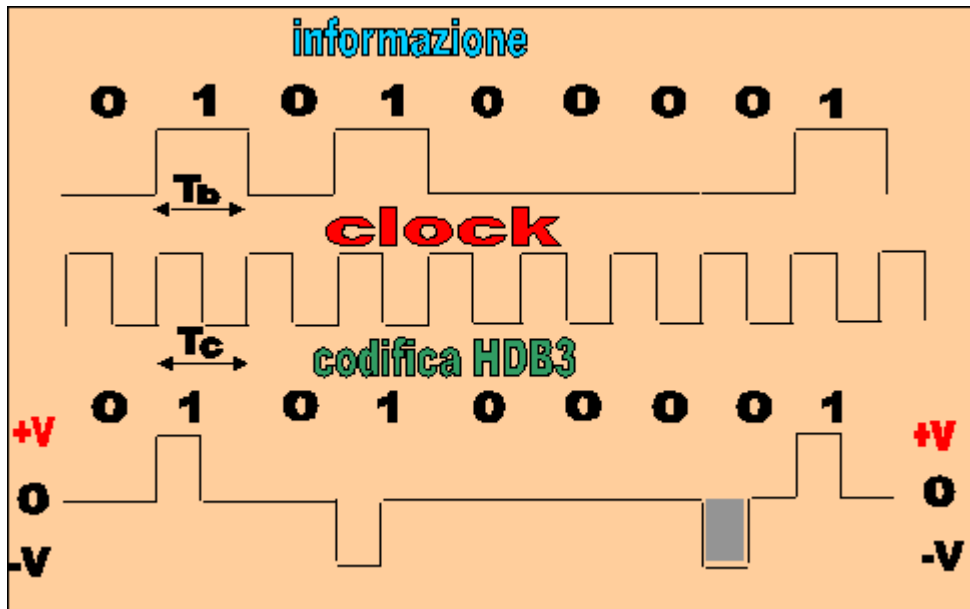 informazione
0 1 0 1 0 0 0 0 1
Tb
clock
Tc
codifica HDB3
0 1 0 1 0 0 0 0 1
+V +V
0 0
-V -V